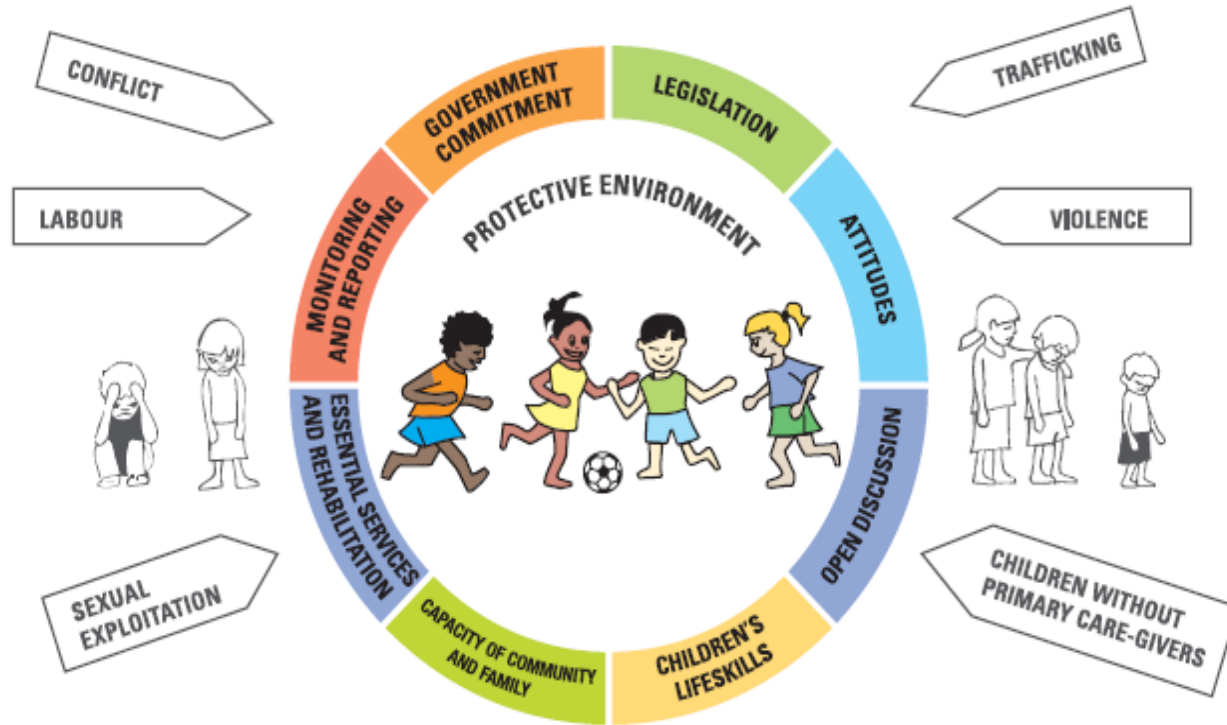 CONFLICT
TRAFFICKING
LABOUR
VIOLENCE
GOVERNMENT
COMMITMENT
LEGISLATION
MONITORING
AND REPORTING
PROTECTIVE ENVIRONMENT
ATTITUDES
ESSENTIAL SERVICES
AND REHABILITATION
OPEN DISCUSSION
SEXUAL
EXPLOITATION
CAPACITY OF COMMUNITY
AND FAMILY
CHILDREN'S
LIFESKILLS
CHILDREN WITHOUT
PRIMARY CARE-GIVERS